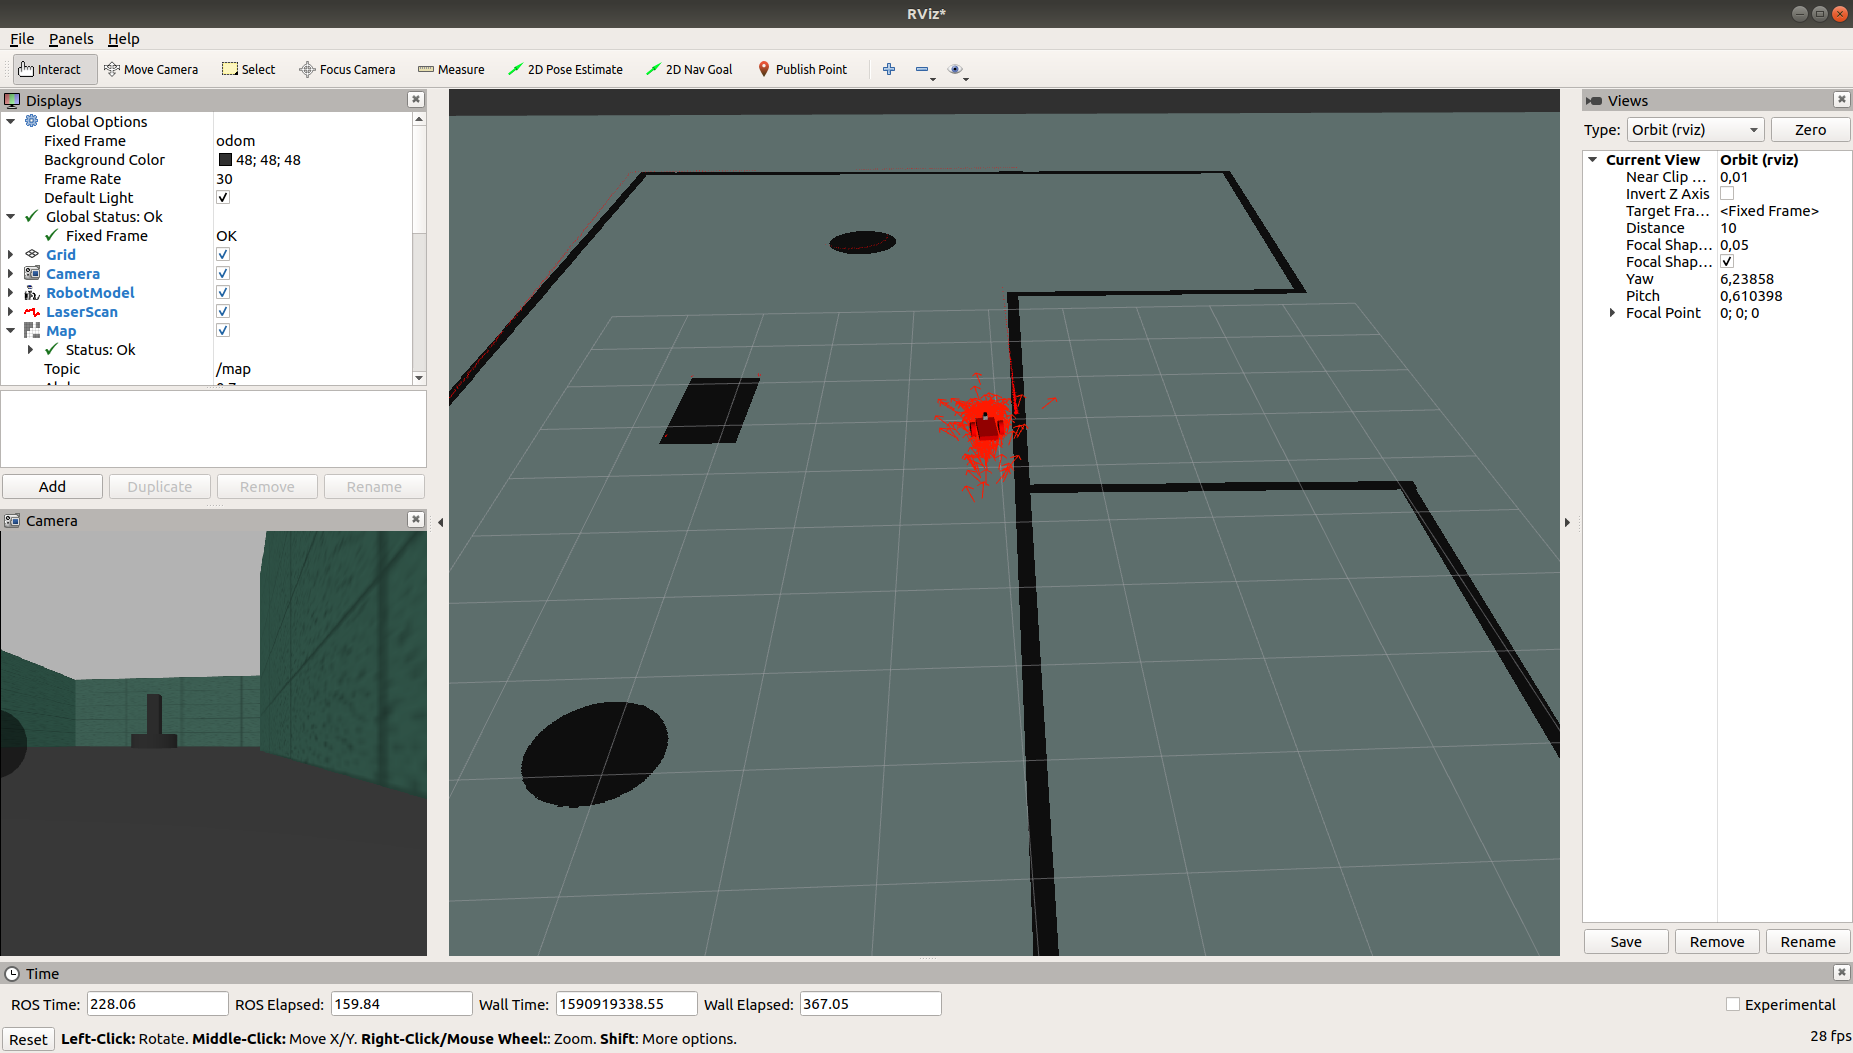 RViz*
File Panels Help
Interact Move Camera Select Focus Camera Measure 2D Pose Estimate 2D Nav Goal Publish Point
Displays
Global Options
Fixed Frame odom
Background Color 48; 48; 48
Frame Rate 30
Default Light
Global Status: Ok
Fixed Frame OK
Grid
Camera
RobotModel
LaserScan
Map
Status: Ok
Topic /map
Add Duplicate Remove Rename
Camera
Views
Type: Orbit (rviz) Zero
Current View Orbit (rviz)
Near Clip ... 0,01
Invert Z Axis
Target Fra... <Fixed Frame>
Distance 10
Focal Shap... 0,05
Focal Shap...
Yaw 6,23858
Pitch 0,610398
Focal Point 0; 0; 0
Save Remove Rename
Time
ROS Time: 228.06 ROS Elapsed: 159.84 Wall Time: 1590919338.55 Wall Elapsed: 367.05 Experimental
Reset Left-Click: Rotate. Middle-Click: Move X/Y. Right-Click/Mouse Wheel:: Zoom. Shift: More options. 28 fps